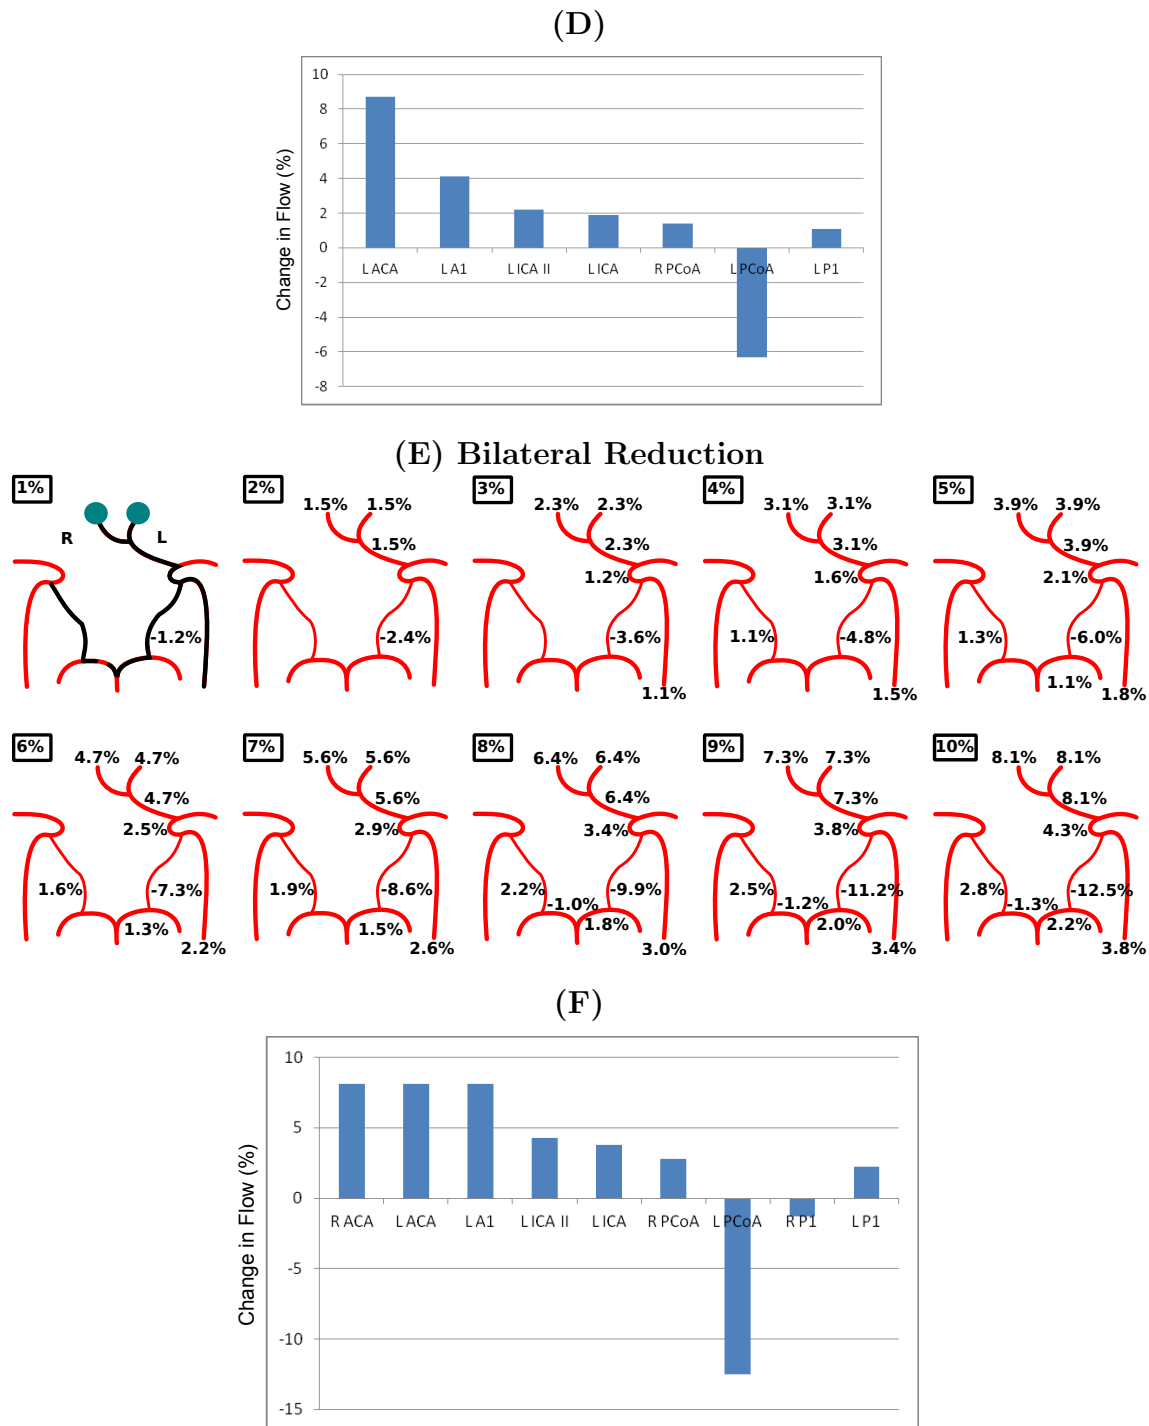 (D)
10
8
6
4
2
0
-2
-4
-6
-8
Change in Flow (%)
L ACA L A1 L ICA II L ICA R PCoA L PCoA L P1
(E) Bilateral Reduction
1% 2% 3% 4% 5%
R L
1.5% 1.5% 2.3% 2.3% 3.1% 3.1% 3.9% 3.9%
1.5% 2.3% 3.1% 3.9%
1.2% 1.6% 2.1%
-1.2% -2.4% -3.6% 1.1% -4.8% 1.3% -6.0%
1.1% 1.5% 1.1% 1.8%
6% 7% 8% 9% 10%
4.7% 4.7% 5.6% 5.6% 6.4% 6.4% 7.3% 7.3% 8.1% 8.1%
4.7% 5.6% 6.4% 7.3% 8.1%
2.5% 2.9% 3.4% 3.8% 4.3%
1.6% -7.3% 1.9% -8.6% 2.2% -9.9% 2.5% -11.2% 2.8% -12.5%
-1.0% -1.2% -1.3%
1.3% 1.5% 1.8% 2.0% 2.2%
2.2% 2.6% 3.0% 3.4% 3.8%
(F)
10
5
0
-5
-10
-15
Change in Flow (%)
R ACA L ACA L A1 L ICA II L ICA R PCoA L PCoA R P1 L P1